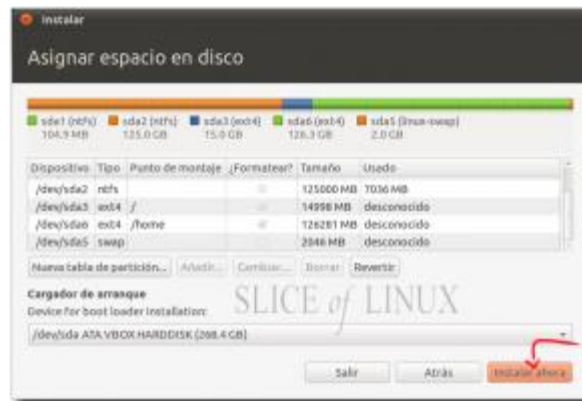 Instalar
Asignar espacio en disco
sda1 (ntfs) sda2 (ntfs) sda3 (ext4) sda6 (ext4) sda5 (linux-swap)
104.9 MB 125.0 GB 15.0 GB 126.3 GB 2.0 GB
Dispositivo Tipo Punto de montaje ¿Formatear? Tamaño Usado
/dev/sda2 ntfs 125000 MB 7036 MB
/dev/sda3 ext4 / 14998 MB desconocido
/dev/sda6 ext4 /home 126281 MB desconocido
/dev/sda5 swap 2046 MB desconocido
Nueva tabla de partición... Añadir... Cambiar... Borrar Revertir
Cargador de arranque
SLICE of LINUX
Device for boot loader installation:
/dev/sda ATA VBOX HARDDISK (268.4 GB)
Salir Atrás Instalar ahora